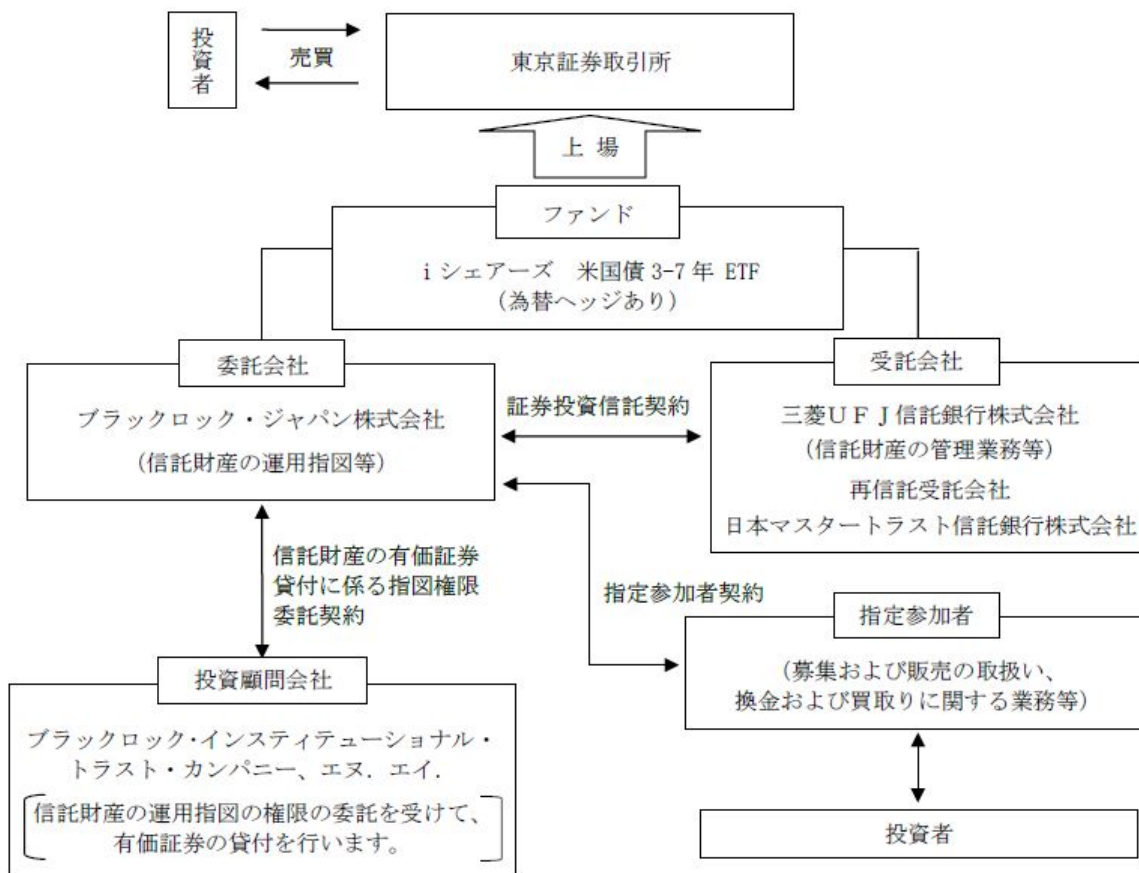 投資者
売買
東京証券取引所
上 場
ファンド
i シェアーズ 米国債 3-7 年 ETF
（為替ヘッジあり）
委託会社
ブラックロック・ジャパン株式会社
（信託財産の運用指図等）
証券投資信託契約
受託会社
三菱ＵＦＪ信託銀行株式会社
（信託財産の管理業務等）
再信託受託会社
日本マスタートラスト信託銀行株式会社
信託財産の有価証券
貸付に係る指図権限
委託契約
指定参加者契約
指定参加者
（募集および販売の取扱い、
換金および買取りに関する業務等）
投資顧問会社
ブラックロック・インスティテューショナル・
トラスト・カンパニー、エヌ．エイ．
信託財産の運用指図の権限の委託を受けて、
有価証券の貸付を行います。
投資者